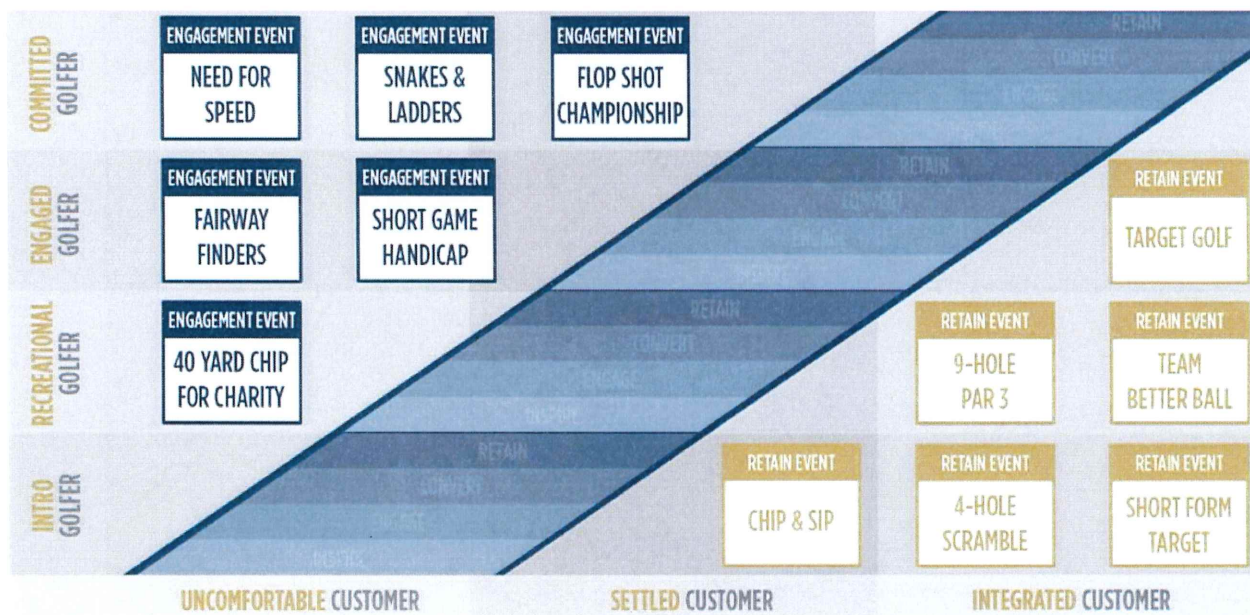 COMMITTED
GOLFER
ENGAGEMENT EVENT
NEED FOR
SPEED
ENGAGEMENT EVENT
SNAKES &
LADDERS
ENGAGEMENT EVENT
FLOP SHOT
CHAMPIONSHIP
RETAIN
CONVERT
ENGAGE
ENGAGED
GOLFER
ENGAGEMENT EVENT
FAIRWAY
FINDERS
ENGAGEMENT EVENT
SHORT GAME
HANDICAP
RETAIN
CONVERT
ENGAGE
RETAIN EVENT
TARGET GOLF
RECREATIONAL
GOLFER
ENGAGEMENT EVENT
40 YARD CHIP
FOR CHARITY
RETAIN
CONVERT
ENGAGE
INSPIRE
RETAIN EVENT
9-HOLE
PAR 3
RETAIN EVENT
TEAM
BETTER BALL
INTRO
GOLFER
RETAIN
CONVERT
ENGAGE
INSPIRE
RETAIN EVENT
CHIP & SIP
RETAIN EVENT
4-HOLE
SCRAMBLE
RETAIN EVENT
SHORT FORM
TARGET
UNCOMFORTABLE CUSTOMER
SETTLED CUSTOMER
INTEGRATED CUSTOMER